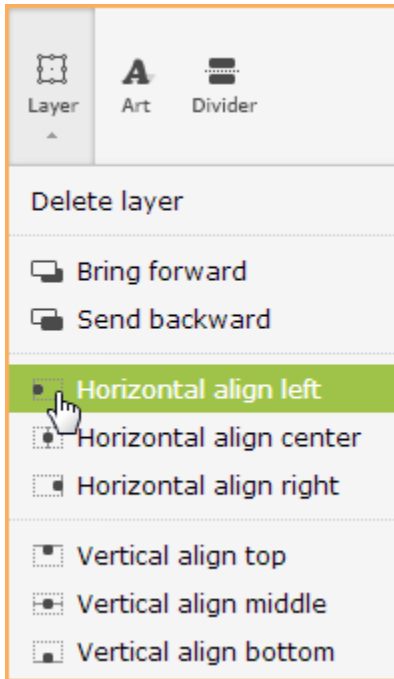 Layer Art Divider
Delete layer
Bring forward
Send backward
Horizontal align left
Horizontal align center
Horizontal align right
Vertical align top
Vertical align middle
Vertical align bottom